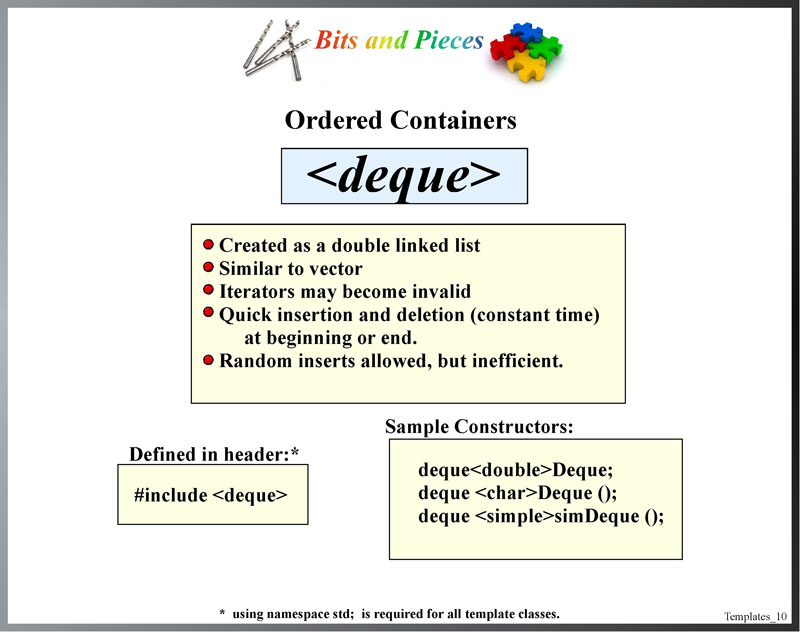 Bits and Pieces
Ordered Containers
<deque>
Created as a double linked list
Similar to vector
Iterators may become invalid
Quick insertion and deletion (constant time)
at beginning or end.
Random inserts allowed, but inefficient.
Sample Constructors:
deque<double>Deque;
deque <char>Deque ();
deque <simple>simDeque ();
Defined in header:*
#include <deque>
* using namespace std; is required for all template classes.
Templates_10